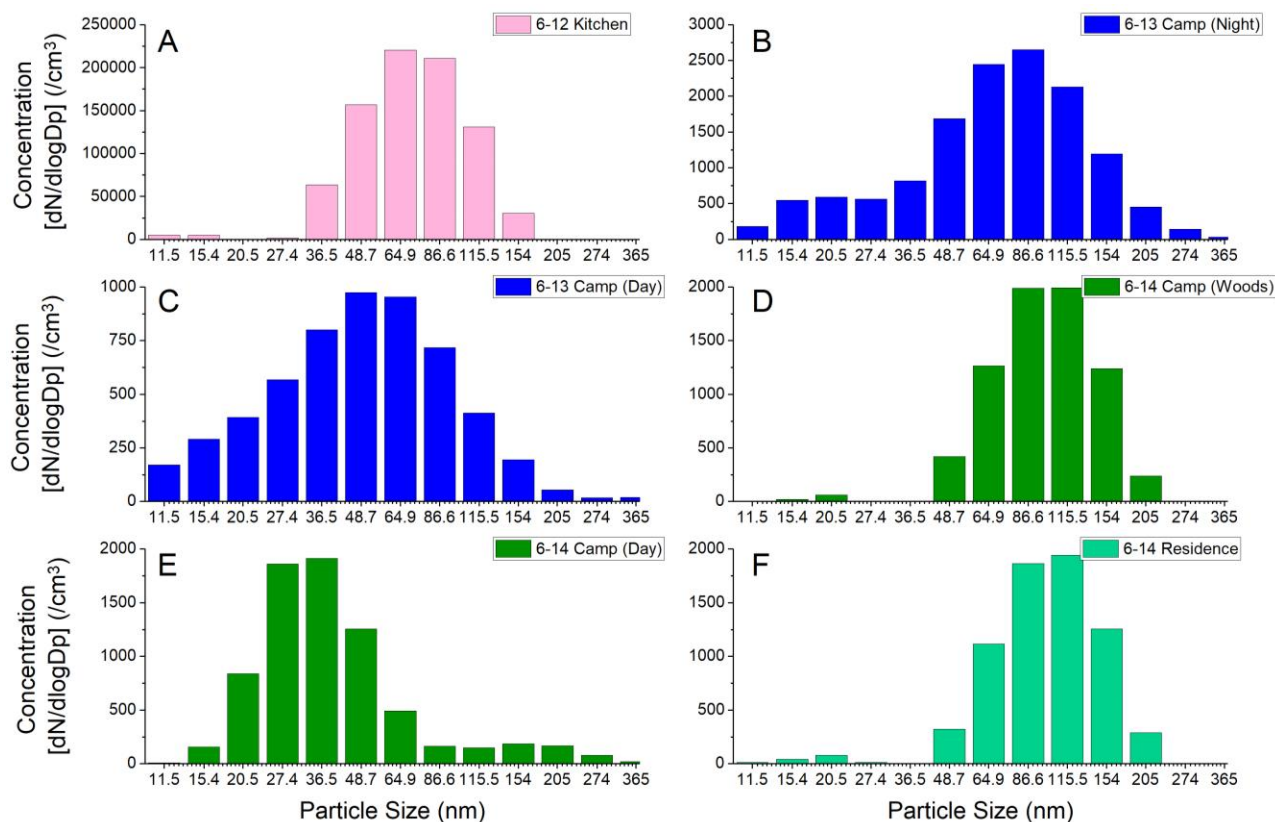 A
6-12 Kitchen
Concentration
[dN/dlogDp] (/cm³)
250000
200000
150000
100000
50000
0
11.5 15.4 20.5 27.4 36.5 48.7 64.9 86.6 115.5 154 205 274 365
B
6-13 Camp (Night)
3000
2500
2000
1500
1000
500
0
11.5 15.4 20.5 27.4 36.5 48.7 64.9 86.6 115.5 154 205 274 365
C
6-13 Camp (Day)
Concentration
[dN/dlogDp] (/cm³)
1000
750
500
250
0
11.5 15.4 20.5 27.4 36.5 48.7 64.9 86.6 115.5 154 205 274 365
D
6-14 Camp (Woods)
2000
1500
1000
500
0
11.5 15.4 20.5 27.4 36.5 48.7 64.9 86.6 115.5 154 205 274 365
E
6-14 Camp (Day)
Concentration
[dN/dlogDp] (/cm³)
2000
1500
1000
500
0
11.5 15.4 20.5 27.4 36.5 48.7 64.9 86.6 115.5 154 205 274 365
Particle Size (nm)
F
6-14 Residence
2000
1500
1000
500
0
11.5 15.4 20.5 27.4 36.5 48.7 64.9 86.6 115.5 154 205 274 365
Particle Size (nm)